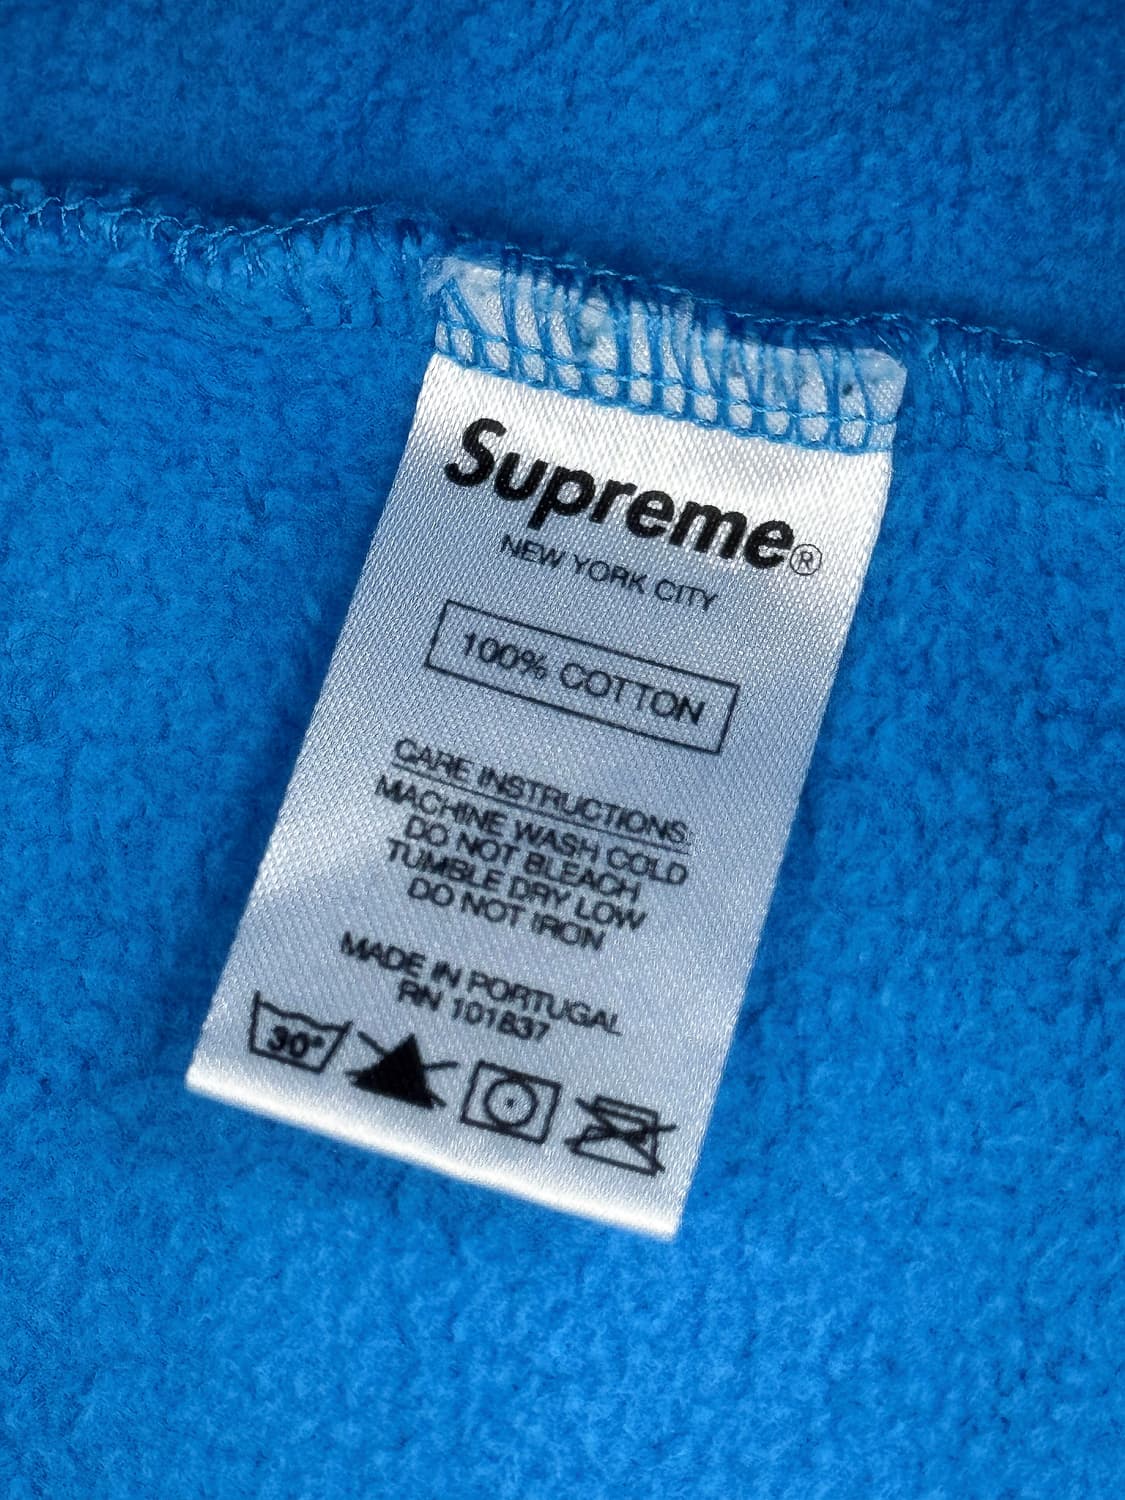 Supreme®
NEW YORK CITY
100% COTTON
CARE INSTRUCTIONS:
MACHINE WASH COLD
DO NOT BLEACH
TUMBLE DRY LOW
DO NOT IRON
MADE IN PORTUGAL
RN 101837
30°